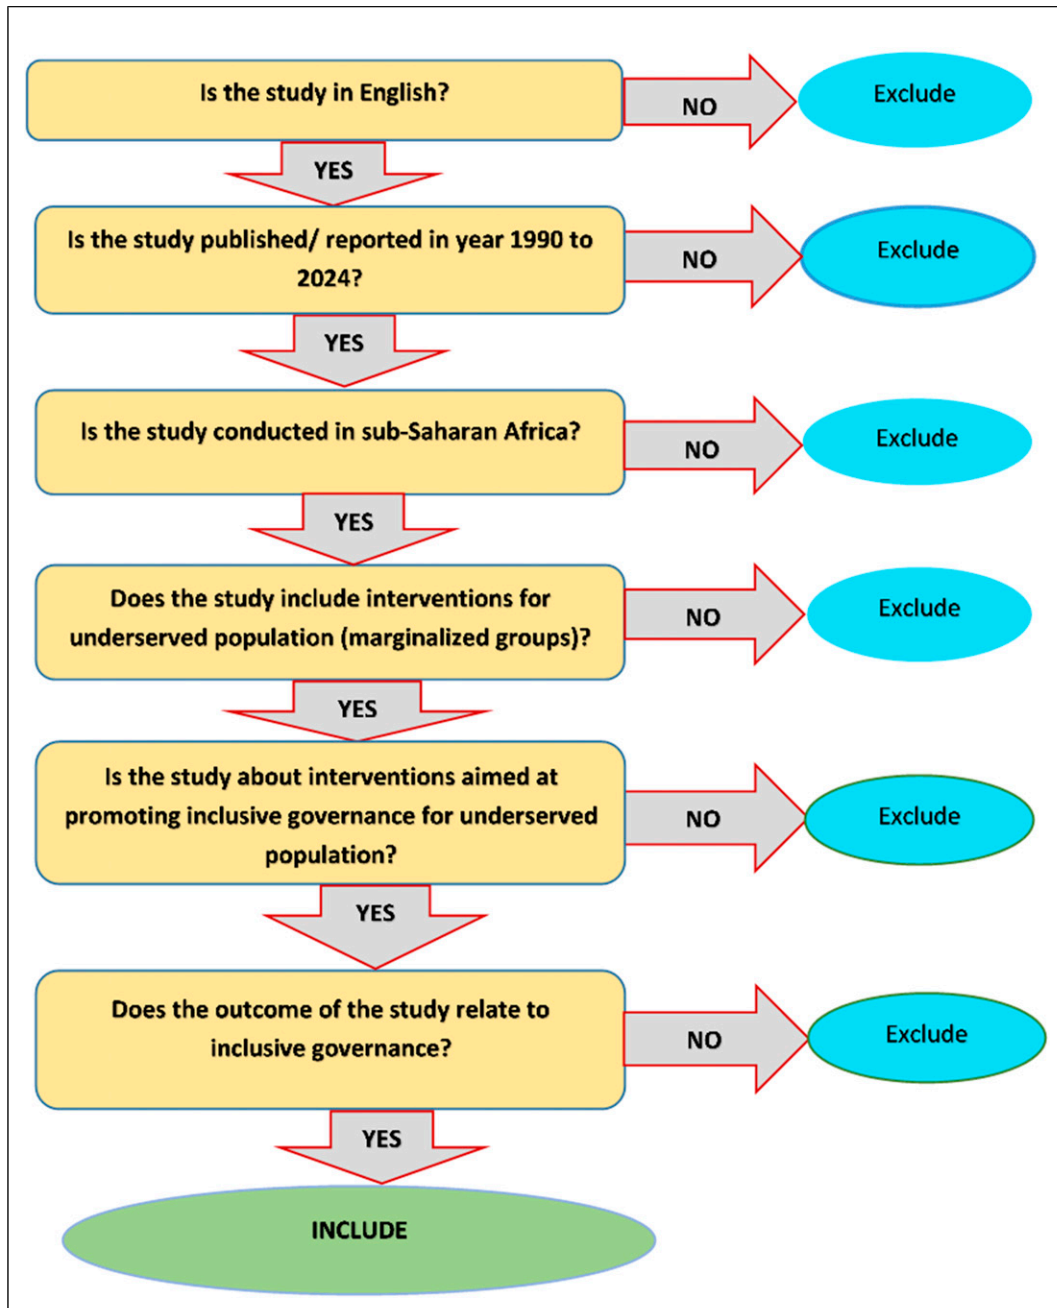 Is the study in English?
NO
Exclude
YES
Is the study published/ reported in year 1990 to
2024?
NO
Exclude
YES
Is the study conducted in sub-Saharan Africa?
NO
Exclude
YES
Does the study include interventions for
underserved population (marginalized groups)?
NO
Exclude
YES
Is the study about interventions aimed at
promoting inclusive governance for underserved
population?
NO
Exclude
YES
Does the outcome of the study relate to
inclusive governance?
NO
Exclude
YES
INCLUDE